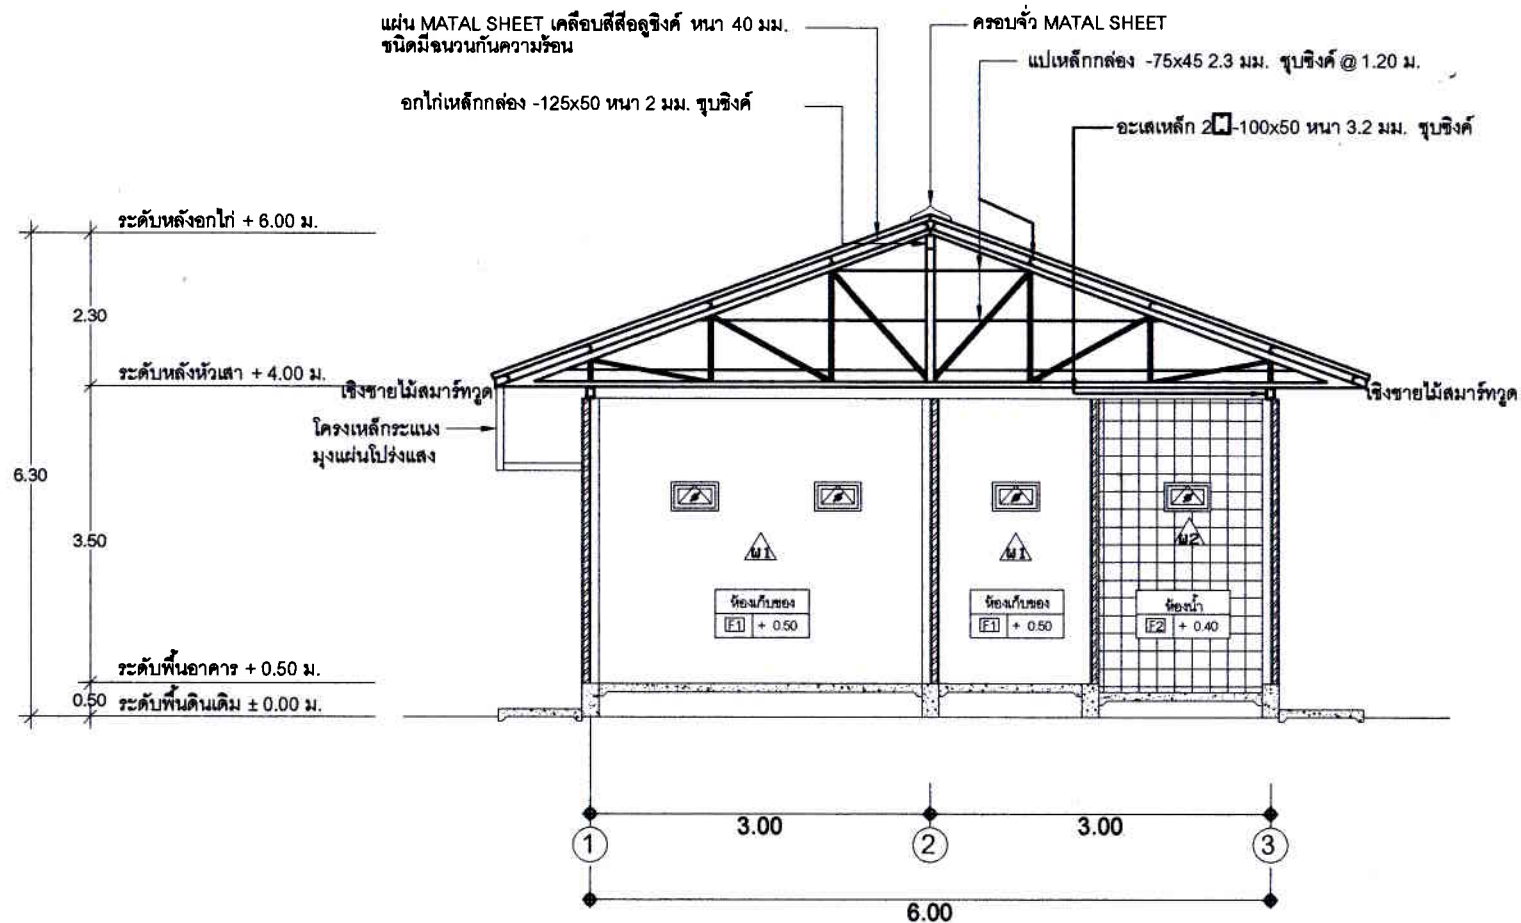 แผ่น MATAL SHEET เคลือบสีสือลูซิงค์ หนา 40 มม.
ชนิดมีฉนวนกันความร้อน
ครอบจั่ว MATAL SHEET
แปเหล็กกล่อง -75x45 2.3 มม. ชุบซิงค์ @ 1.20 ม.
อกไก่เหล็กกล่อง -125x50 หนา 2 มม. ชุบซิงค์
อะเสเหล็ก 2 -100x50 หนา 3.2 มม. ชุบซิงค์
ระดับหลังอกไก่ + 6.00 ม.
2.30
ระดับหลังหัวเสา + 4.00 ม.
เชิงชายไม้สมาร์ทวูด
เชิงชายไม้สมาร์ทวูด
โครงเหล็กระแนง
มุงแผ่นโปร่งแสง
6.30
3.50
W1
W1
W2
ห้องเก็บของ
F1 + 0.50
ห้องเก็บของ
F1 + 0.50
ห้องน้ำ
F2 + 0.40
ระดับพื้นอาคาร + 0.50 ม.
0.50
ระดับพื้นดินเดิม ± 0.00 ม.
3.00
3.00
1
2
3
6.00